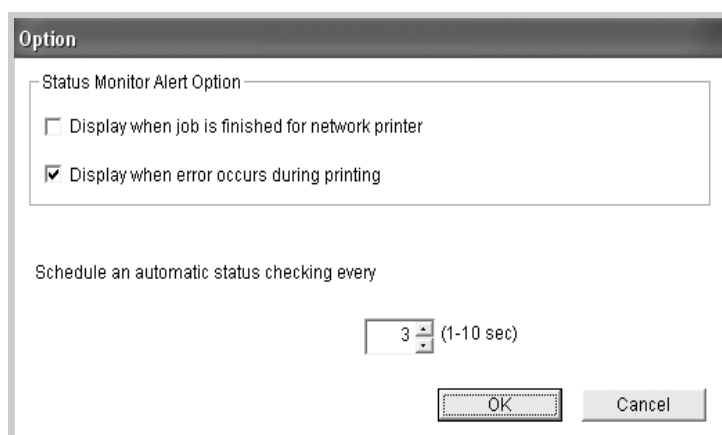 Option
Status Monitor Alert Option
Display when job is finished for network printer
Display when error occurs during printing
Schedule an automatic status checking every
3 (1-10 sec)
OK Cancel